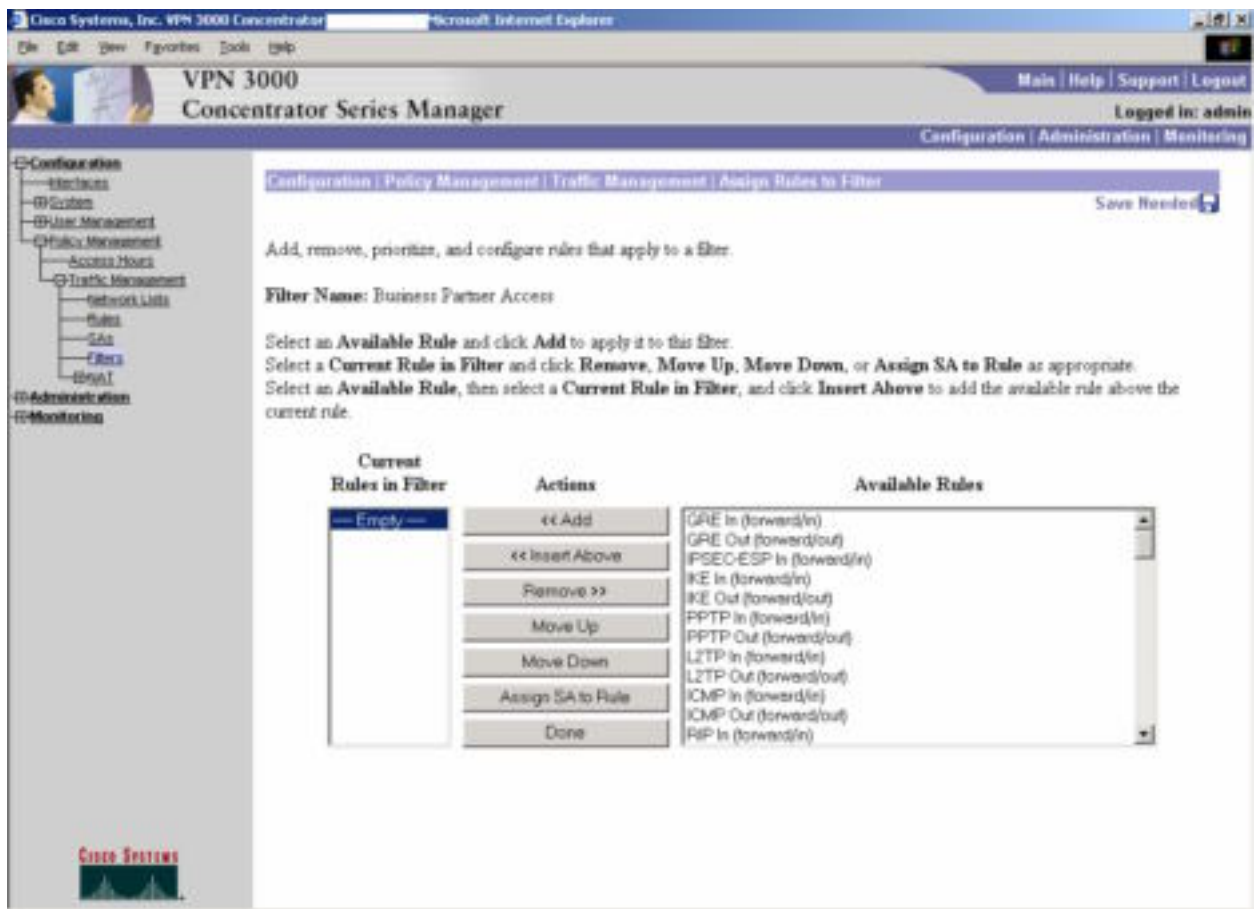 Cisco Systems, Inc. VPN 3000 Concentrator Microsoft Internet Explorer
File Edit View Favorites Tools Help
VPN 3000
Concentrator Series Manager
Main | Help | Support | Logout
Logged in: admin
Configuration | Administration | Monitoring
Configuration
Interfaces
System
User Management
Policy Management
Access Hours
Traffic Management
Network Lists
Rules
SAs
Filters
NAT
Administration
Monitoring
Configuration | Policy Management | Traffic Management | Assign Rules to Filter
Save Needed
Add, remove, prioritize, and configure rules that apply to a filter.
Filter Name: Business Partner Access
Select an Available Rule and click Add to apply it to this filter.
Select a Current Rule in Filter and click Remove, Move Up, Move Down, or Assign SA to Rule as appropriate.
Select an Available Rule, then select a Current Rule in Filter, and click Insert Above to add the available rule above the
current rule.
Current
Rules in Filter Actions Available Rules
--- Empty ---
<< Add
<< Insert Above
Remove >>
Move Up
Move Down
Assign SA to Rule
Done
GRE In (forward/in)
GRE Out (forward/out)
IPSEC-ESP In (forward/in)
IKE In (forward/in)
IKE Out (forward/out)
PPTP In (forward/in)
PPTP Out (forward/out)
L2TP In (forward/in)
L2TP Out (forward/out)
ICMP In (forward/in)
ICMP Out (forward/out)
RIP In (forward/in)
Cisco Systems